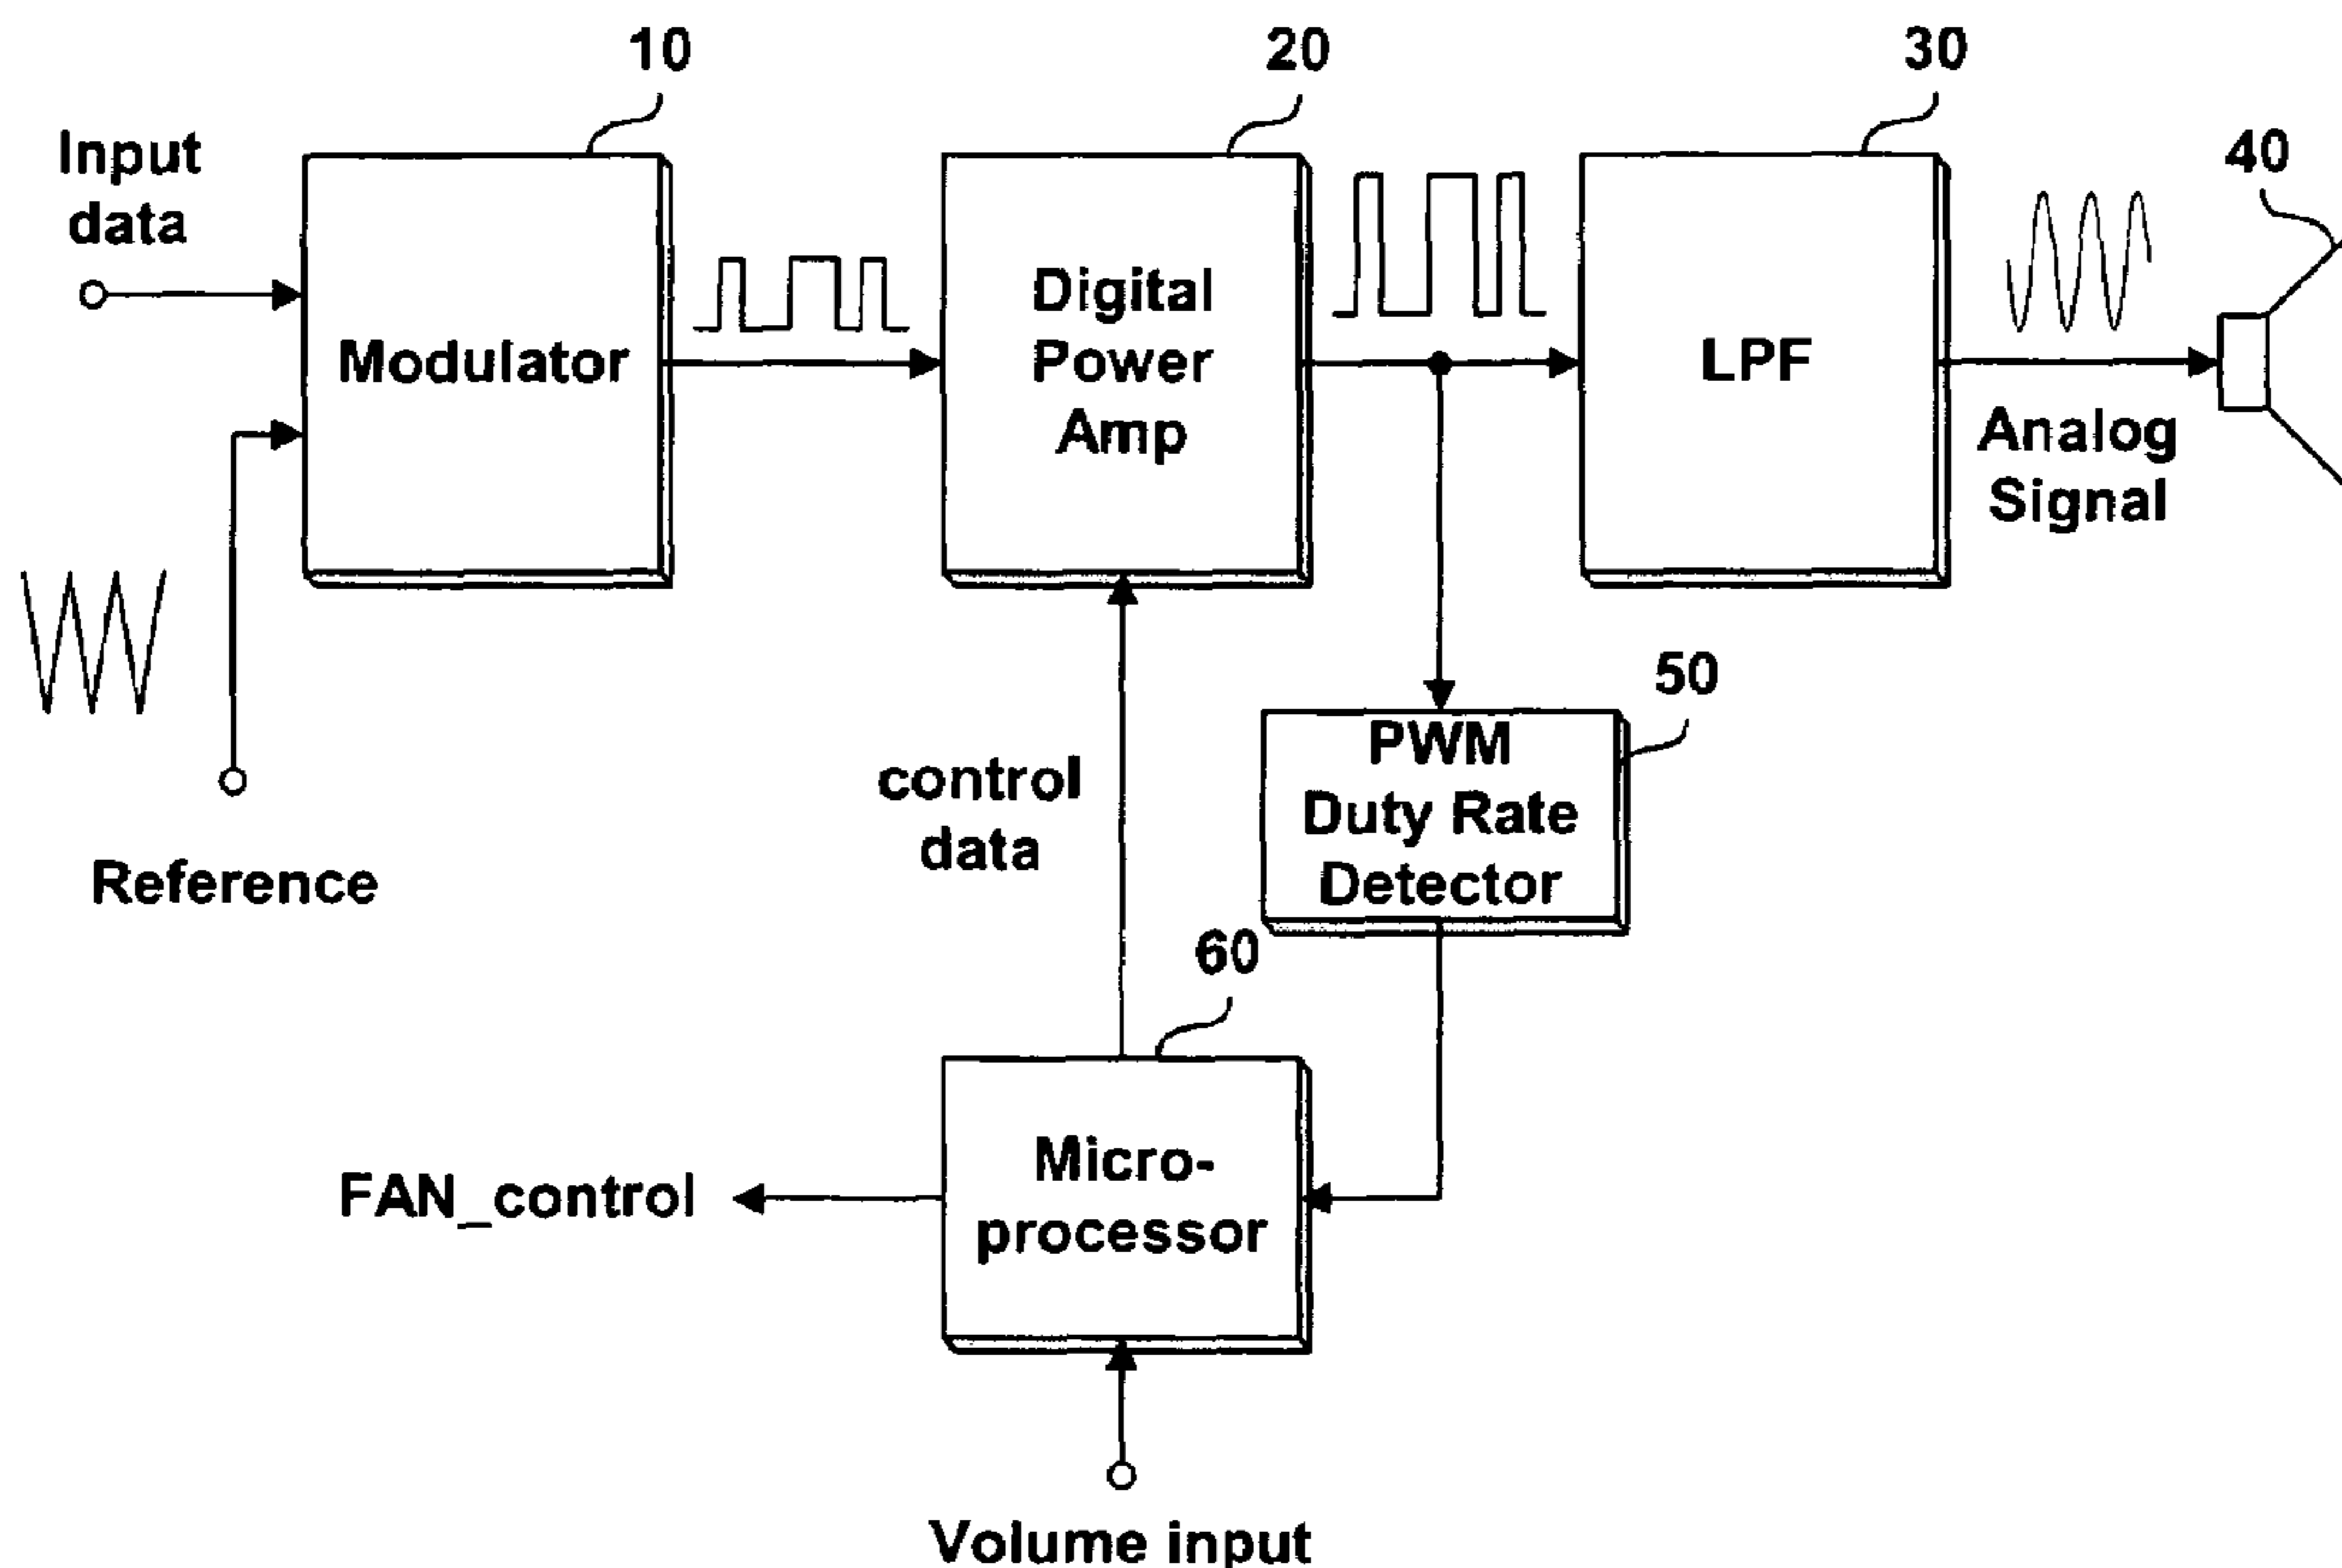 10
20
30
40
Input
data
Modulator
Digital
Power
Amp
LPF
Analog
Signal
Reference
control
data
50
PWM
Duty Rate
Detector
60
Micro-
processor
FAN_control
Volume input